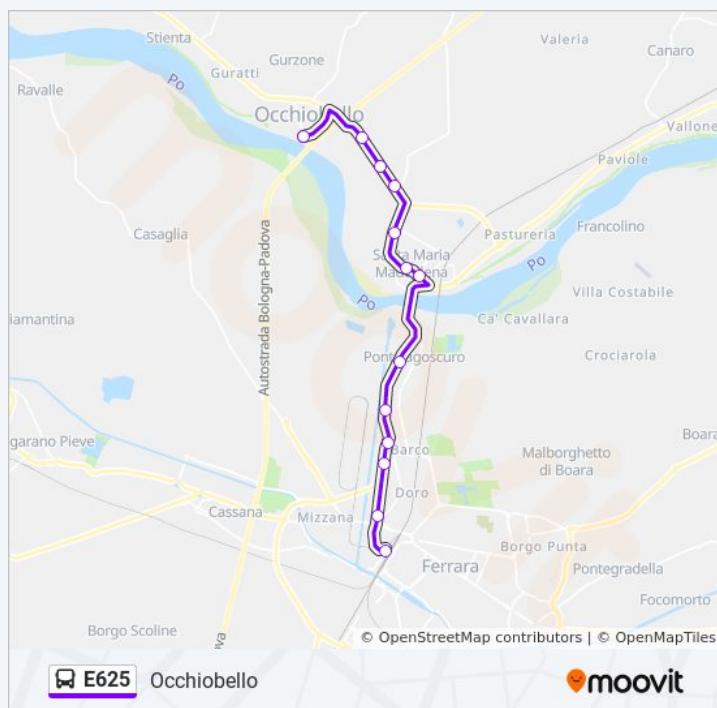 Stienta
Valeria
Gurzone
Canaro
Guratti
Po
Ravalle
Occhiobello
Vallone
Paviole
Francolino
Casaglia
Pastureria
Santa Maria
Maddalena
Po
Villa Costabile
Po
iamantina
Ca' Cavallara
Autostrada Bologna-Padova
Pontelagoscuro
Crociarola
garano Pieve
Boara
Barco
Malborghetto
di Boara
Doro
Cassana
Mizzana
Borgo Punta
Ferrara
Pontegradella
Focomorto
Borgo Scoline
ova
© OpenStreetMap contributors | © OpenMapTiles
E625 Occhiobello moovit